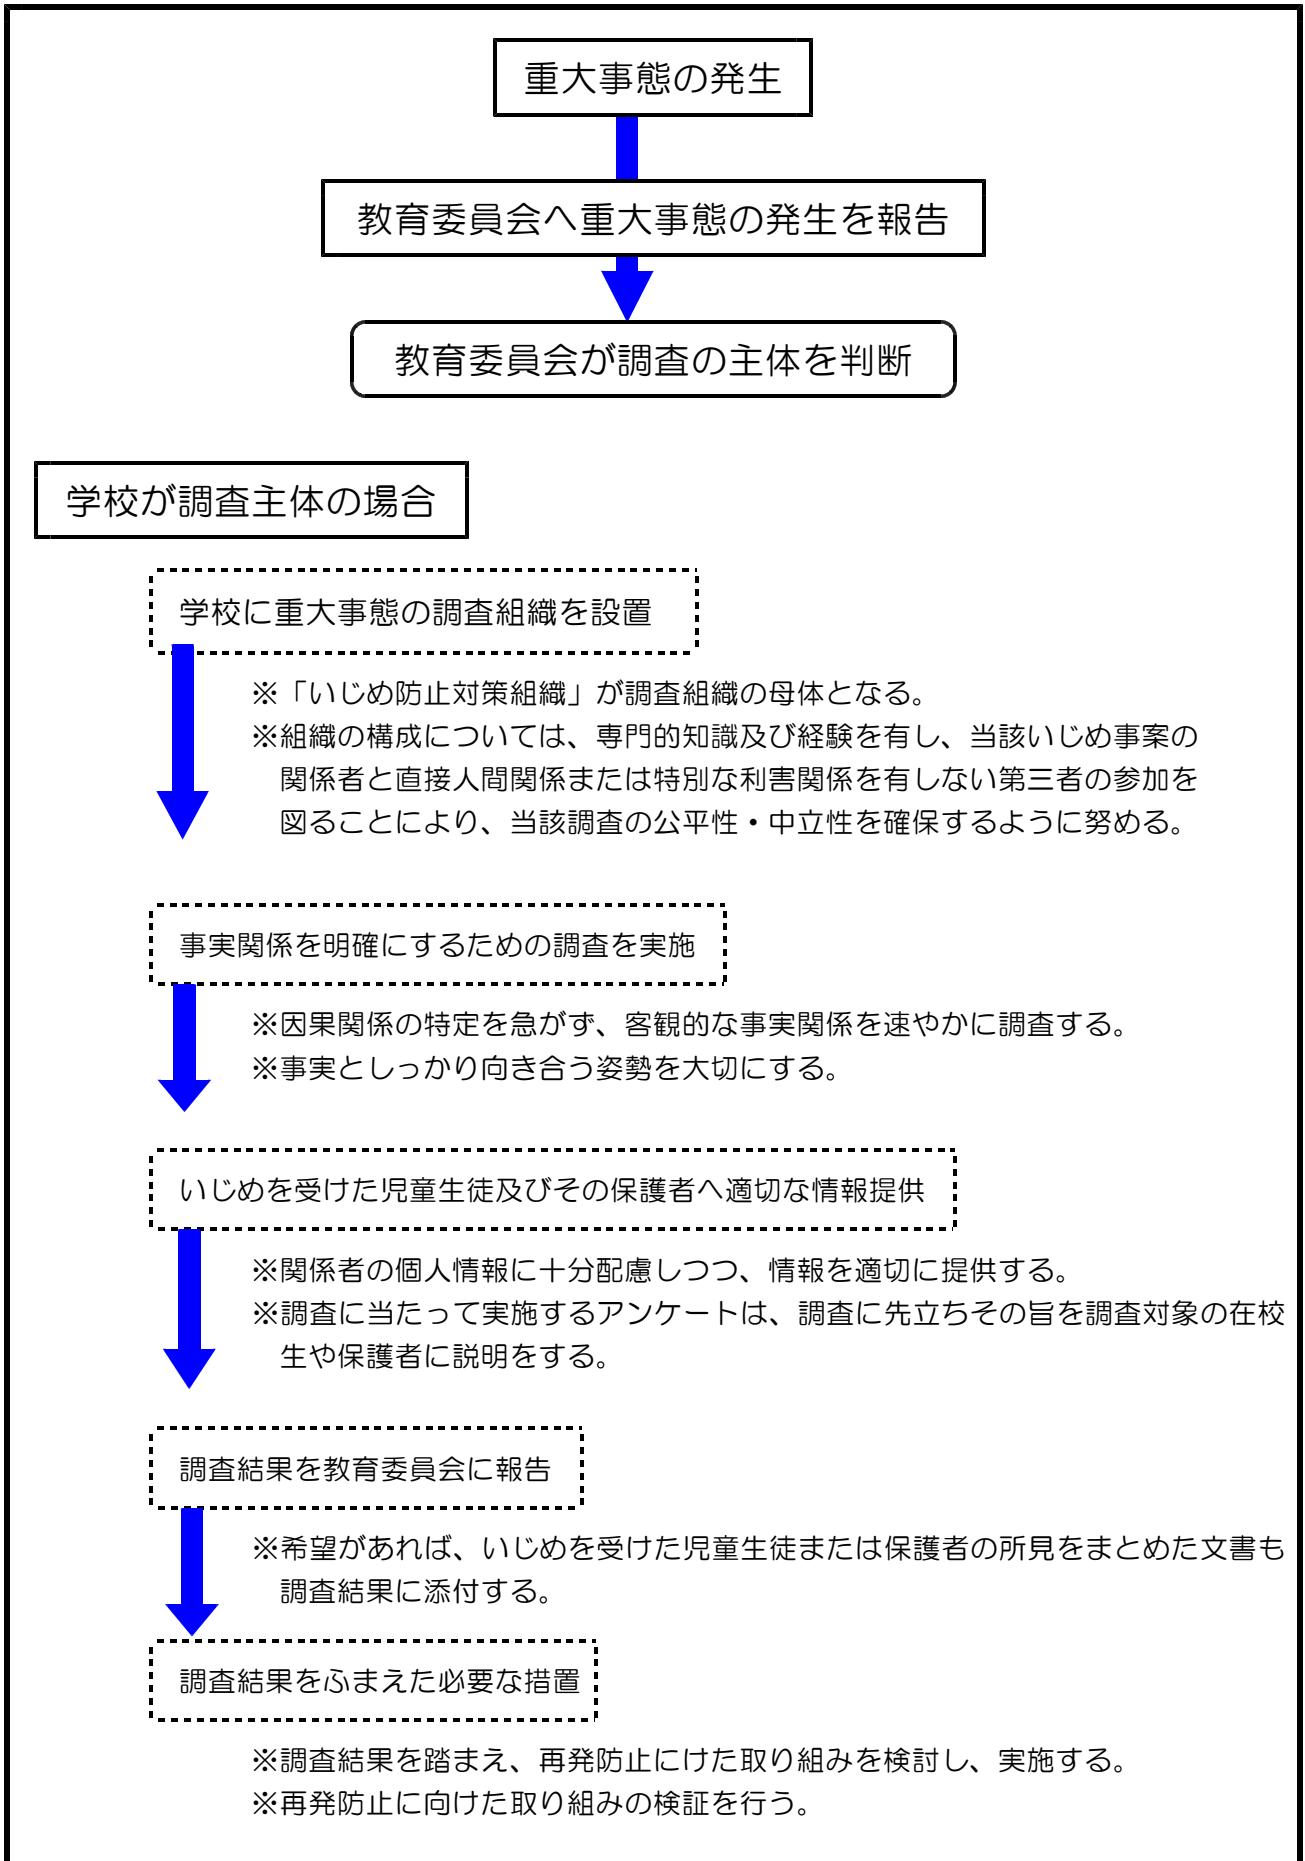 重大事態の発生
教育委員会へ重大事態の発生を報告
教育委員会が調査の主体を判断
学校が調査主体の場合
学校に重大事態の調査組織を設置
※「いじめ防止対策組織」が調査組織の母体となる。
※組織の構成については、専門的知識及び経験を有し、当該いじめ事案の
関係者と直接人間関係または特別な利害関係を有しない第三者の参加を
図ることにより、当該調査の公平性・中立性を確保するように努める。
事実関係を明確にするための調査を実施
※因果関係の特定を急がず、客観的な事実関係を速やかに調査する。
※事実としっかり向き合う姿勢を大切にする。
いじめを受けた児童生徒及びその保護者へ適切な情報提供
※関係者の個人情報に十分配慮しつつ、情報を適切に提供する。
※調査に当たって実施するアンケートは、調査に先立ちその旨を調査対象の在校
生や保護者に説明をする。
調査結果を教育委員会に報告
※希望があれば、いじめを受けた児童生徒または保護者の所見をまとめた文書も
調査結果に添付する。
調査結果をふまえた必要な措置
※調査結果を踏まえ、再発防止にけた取り組みを検討し、実施する。
※再発防止に向けた取り組みの検証を行う。